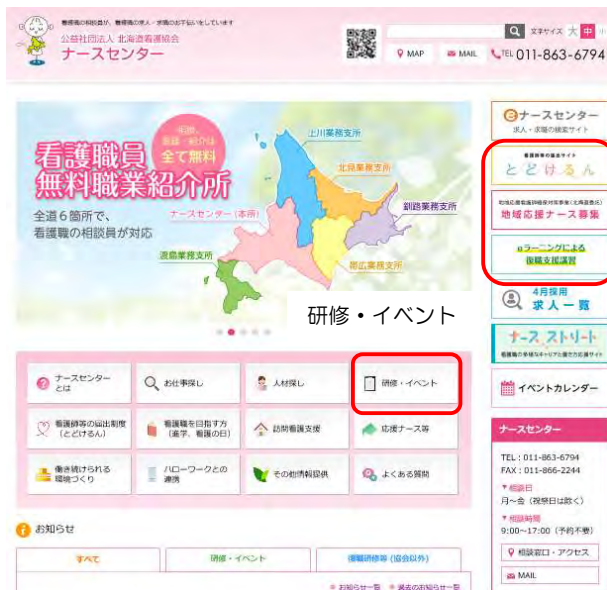 看護職の相談員が、看護職の求人・求職のお手伝いをしています
公益社団法人 北海道看護協会
ナースセンター
文字サイズ 大 中 小
MAP
MAIL
TEL 011-863-6794
看護職員
無料職業紹介所
全て無料
全道6箇所で、
看護職の相談員が対応
上川業務支所
北見業務支所
釧路業務支所
ナースセンター(本所)
帯広業務支所
渡島業務支所
研修・イベント
eナースセンター
求人・求職の検索サイト
看護師等の届出サイト
とどけるん
地域応援ナース募集
eラーニングによる
復職支援講習
4月採用
求人一覧
ナースストリート
イベントカレンダー
ナースセンターとは
お仕事探し
人材探し
研修・イベント
看護師等の届出制度
(とどけるん)
看護職を目指す方
(進学、看護の日)
訪問看護支援
応援ナース等
働き続けられる
環境づくり
ハローワークとの
連携
その他情報提供
よくある質問
ナースセンター
TEL:011-863-6794
FAX:011-866-2244
▼相談日
月~金(祝祭日は除く)
▼相談時間
9:00~17:00(予約不要)
相談窓口・アクセス
MAIL
お知らせ
すべて
研修・イベント
復職研修等(協会以外)
お知らせ一覧
過去のお知らせ一覧